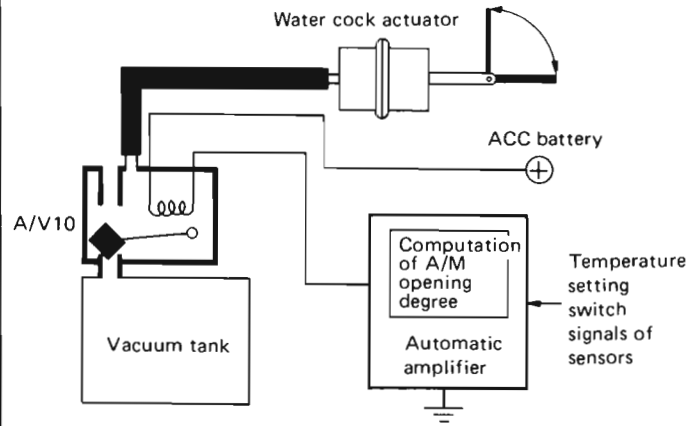 Water cock actuator
ACC battery
A/V10
Computation
of A/M
opening
degree
Automatic
amplifier
Temperature
setting
switch
signals of
sensors
Vacuum tank